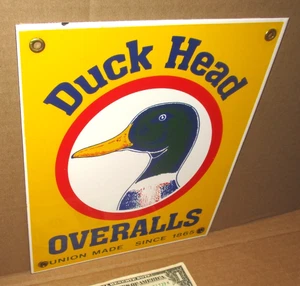 Duck Head
OVERALLS
UNION MADE SINCE 1865